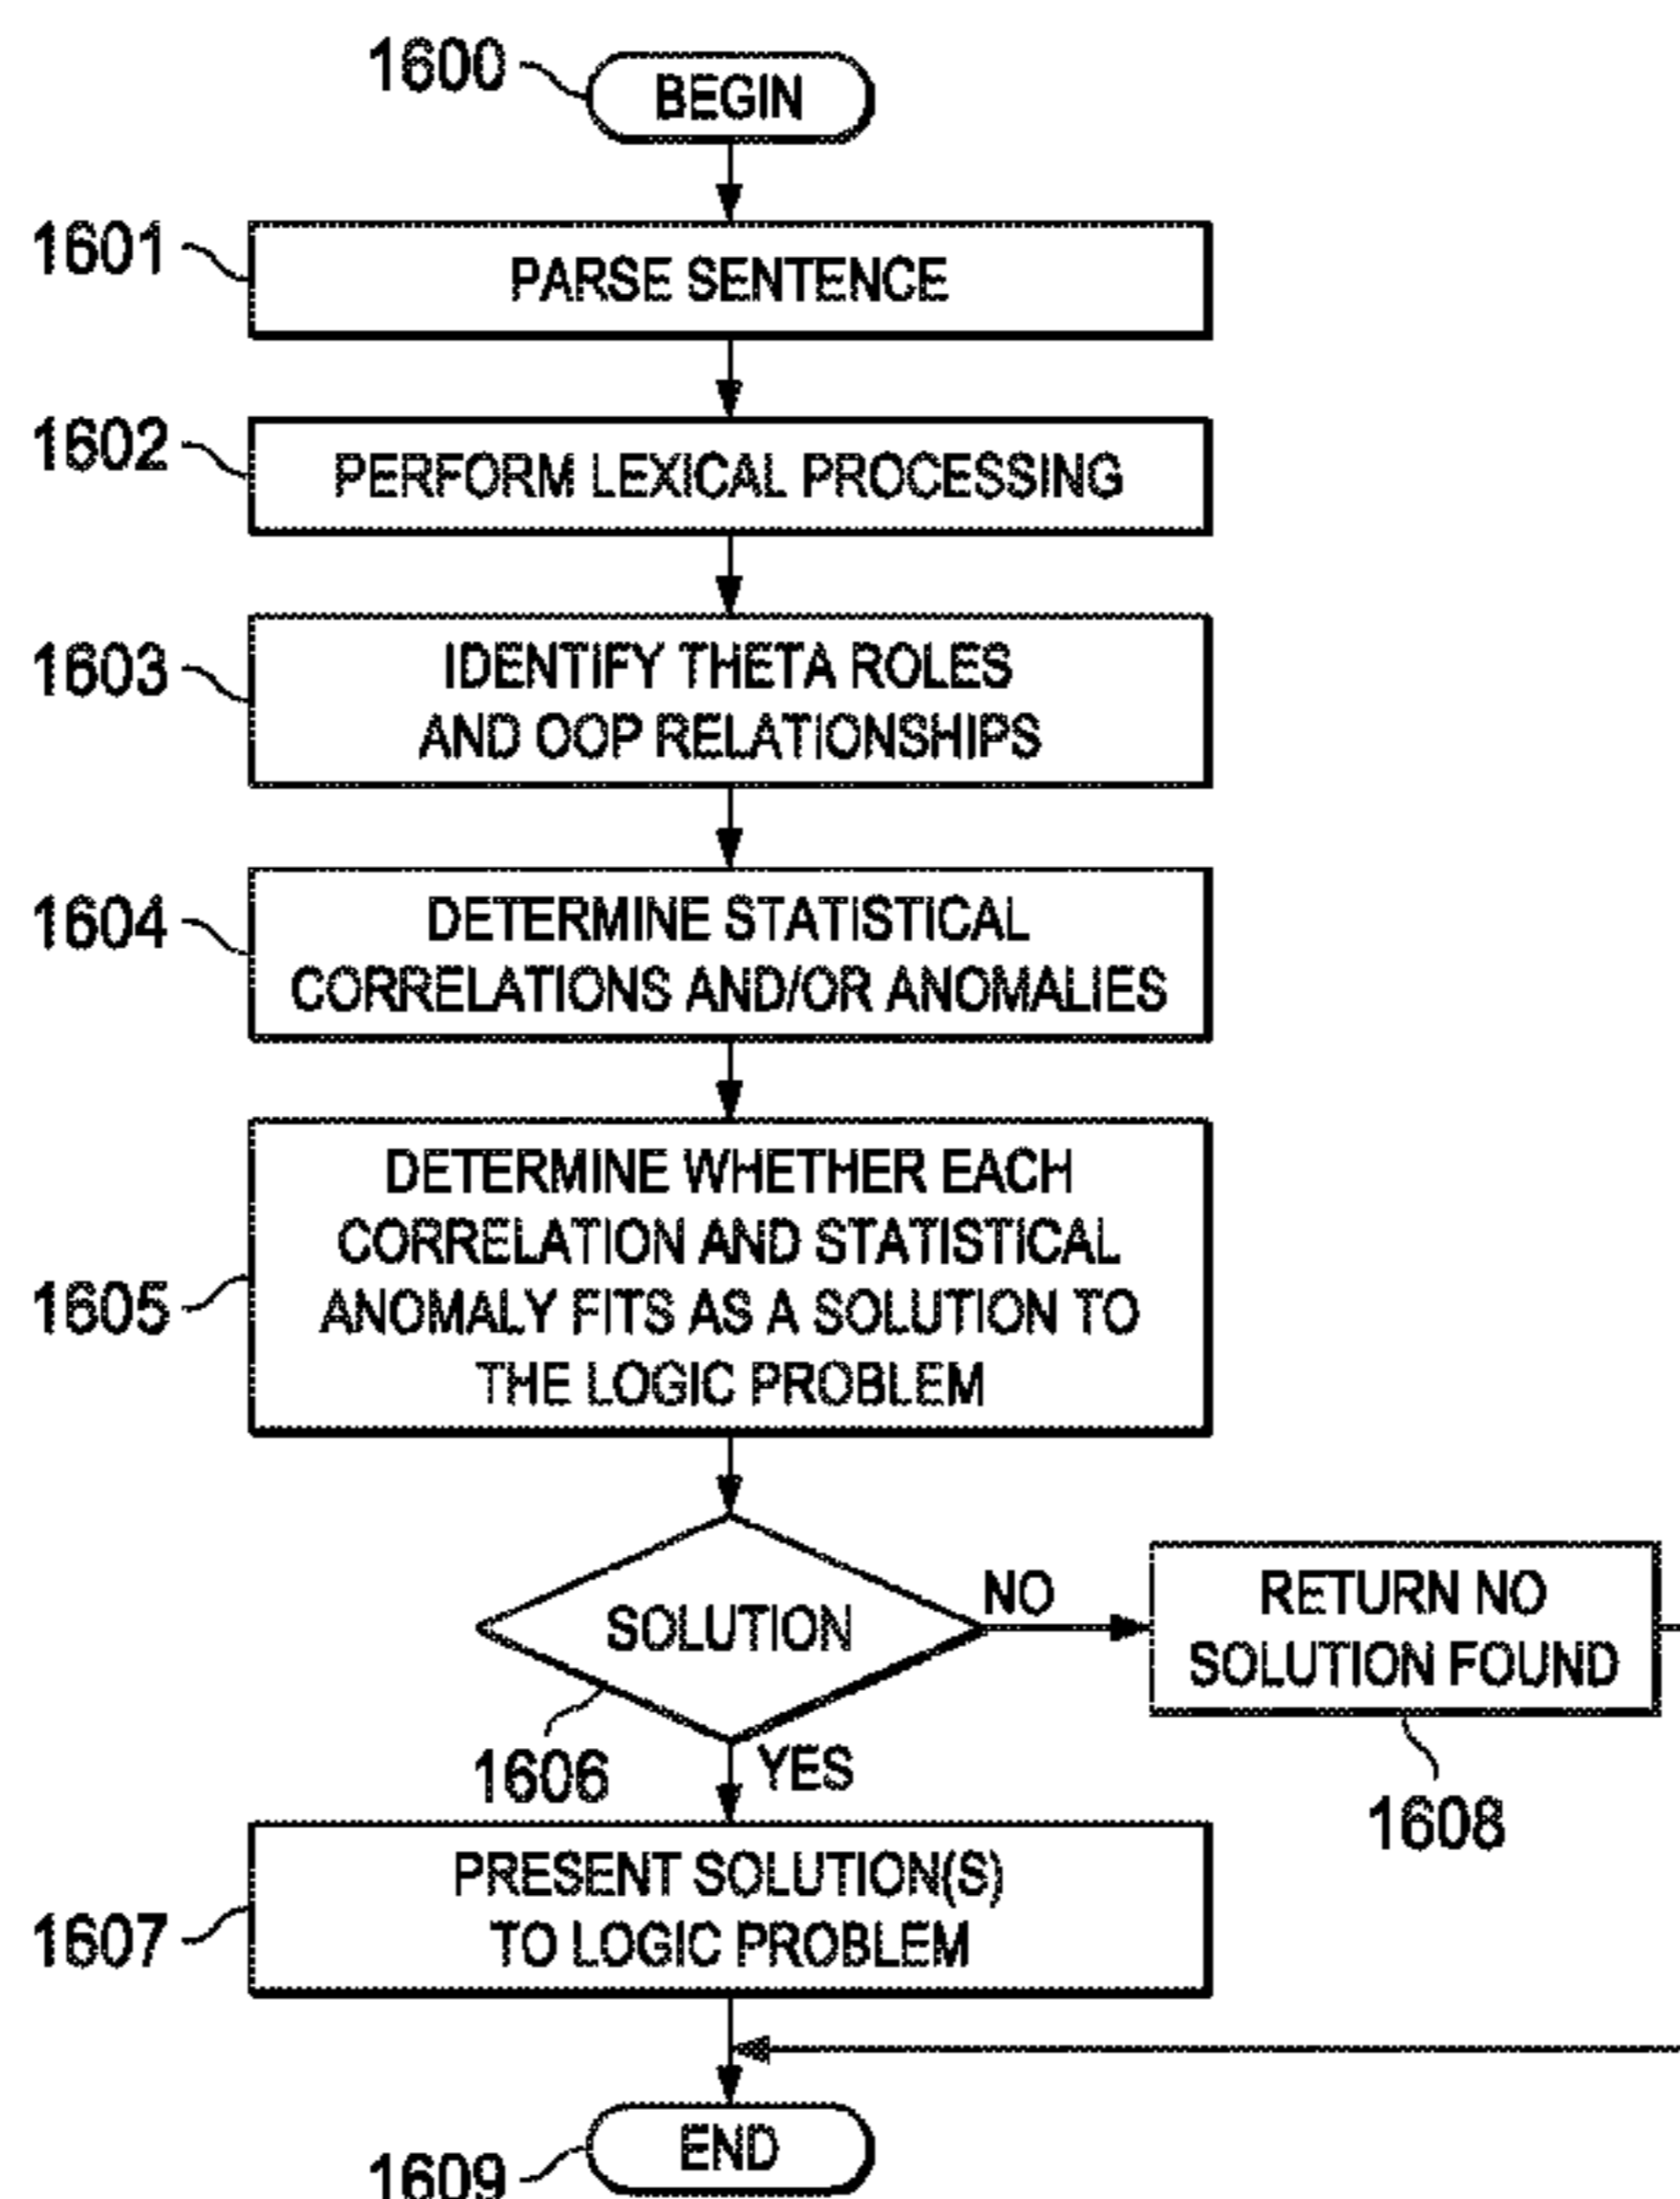 1600
BEGIN
1601
PARSE SENTENCE
1602
PERFORM LEXICAL PROCESSING
1603
IDENTIFY THETA ROLES
AND OOP RELATIONSHIPS
1604
DETERMINE STATISTICAL
CORRELATIONS AND/OR ANOMALIES
1605
DETERMINE WHETHER EACH
CORRELATION AND STATISTICAL
ANOMALY FITS AS A SOLUTION TO
THE LOGIC PROBLEM
SOLUTION
1606
NO
RETURN NO
SOLUTION FOUND
1608
YES
1607
PRESENT SOLUTION(S)
TO LOGIC PROBLEM
END
1609